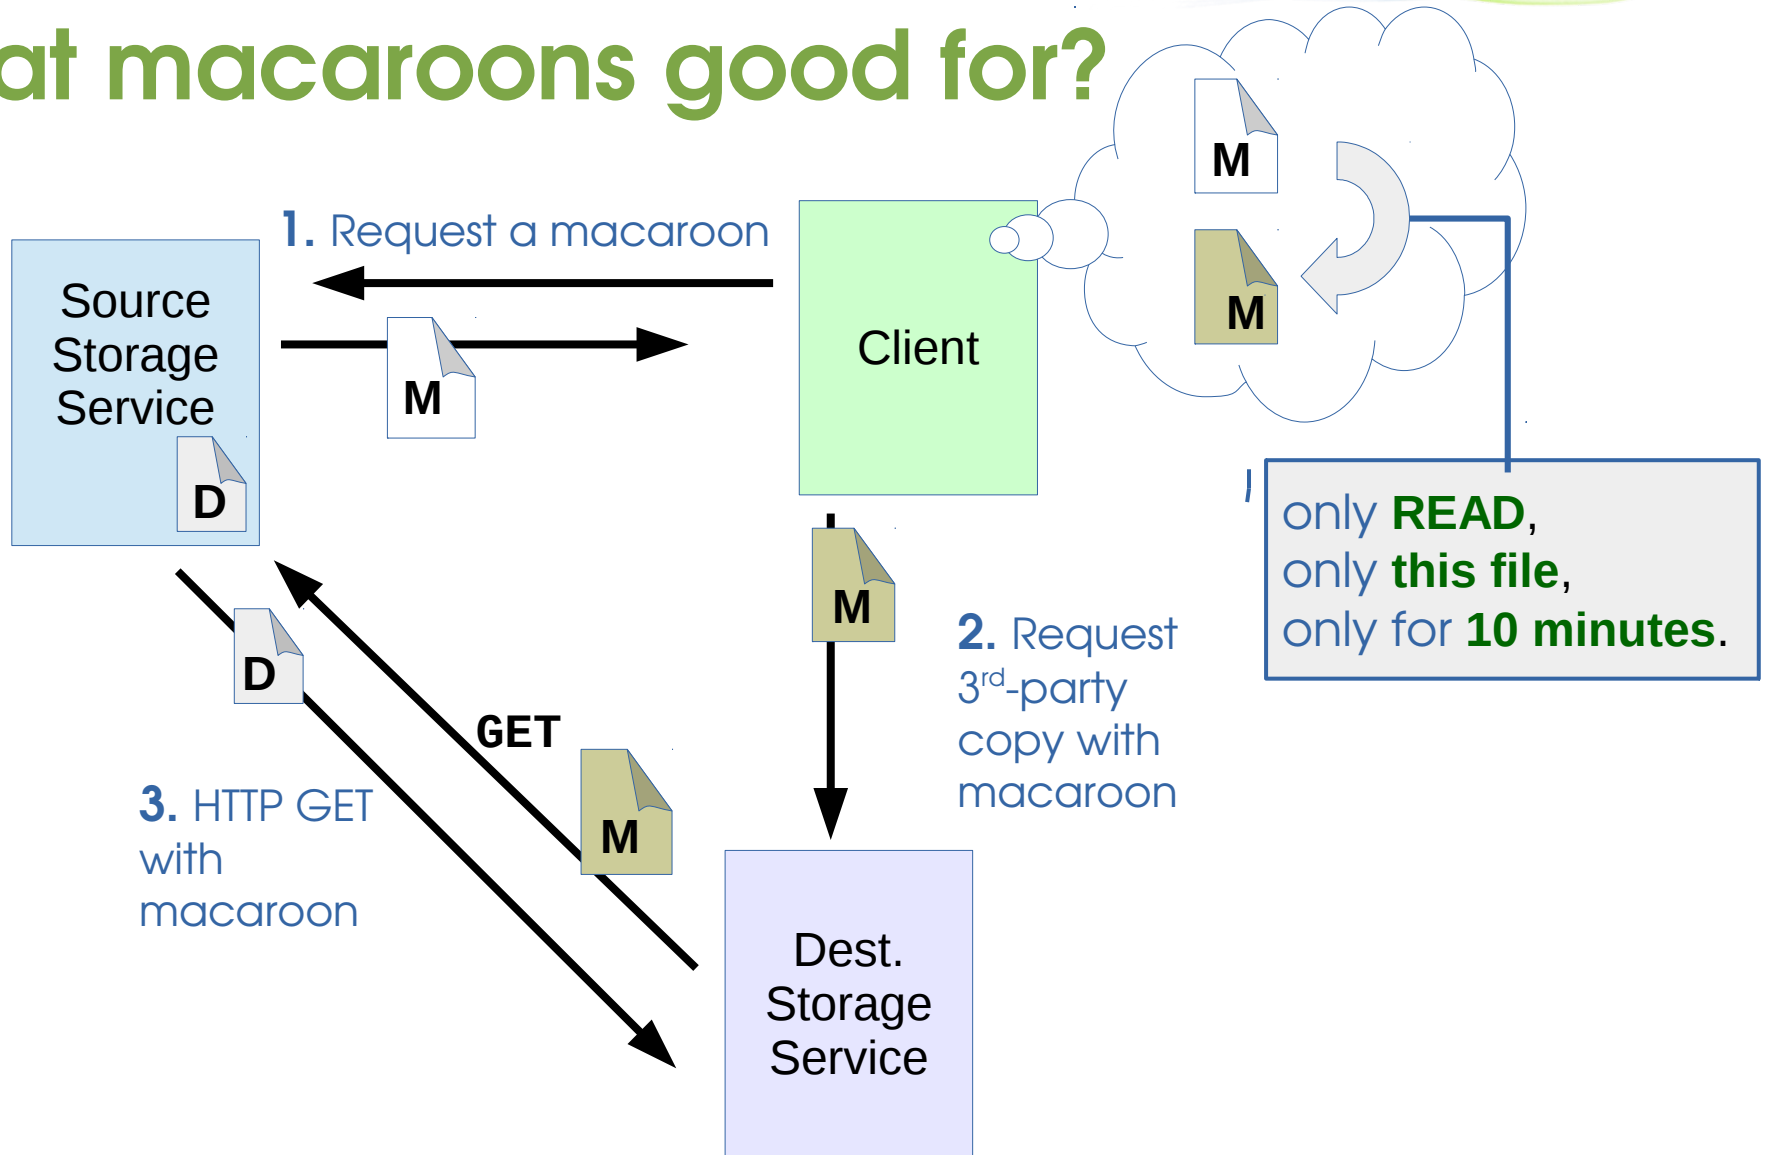 at macaroons good for?
M
M
1. Request a macaroon
Source
Storage
Service
D
M
Client
only READ,
only this file,
only for 10 minutes.
M
2. Request
3rd-party
copy with
macaroon
D
GET
M
3. HTTP GET
with
macaroon
Dest.
Storage
Service